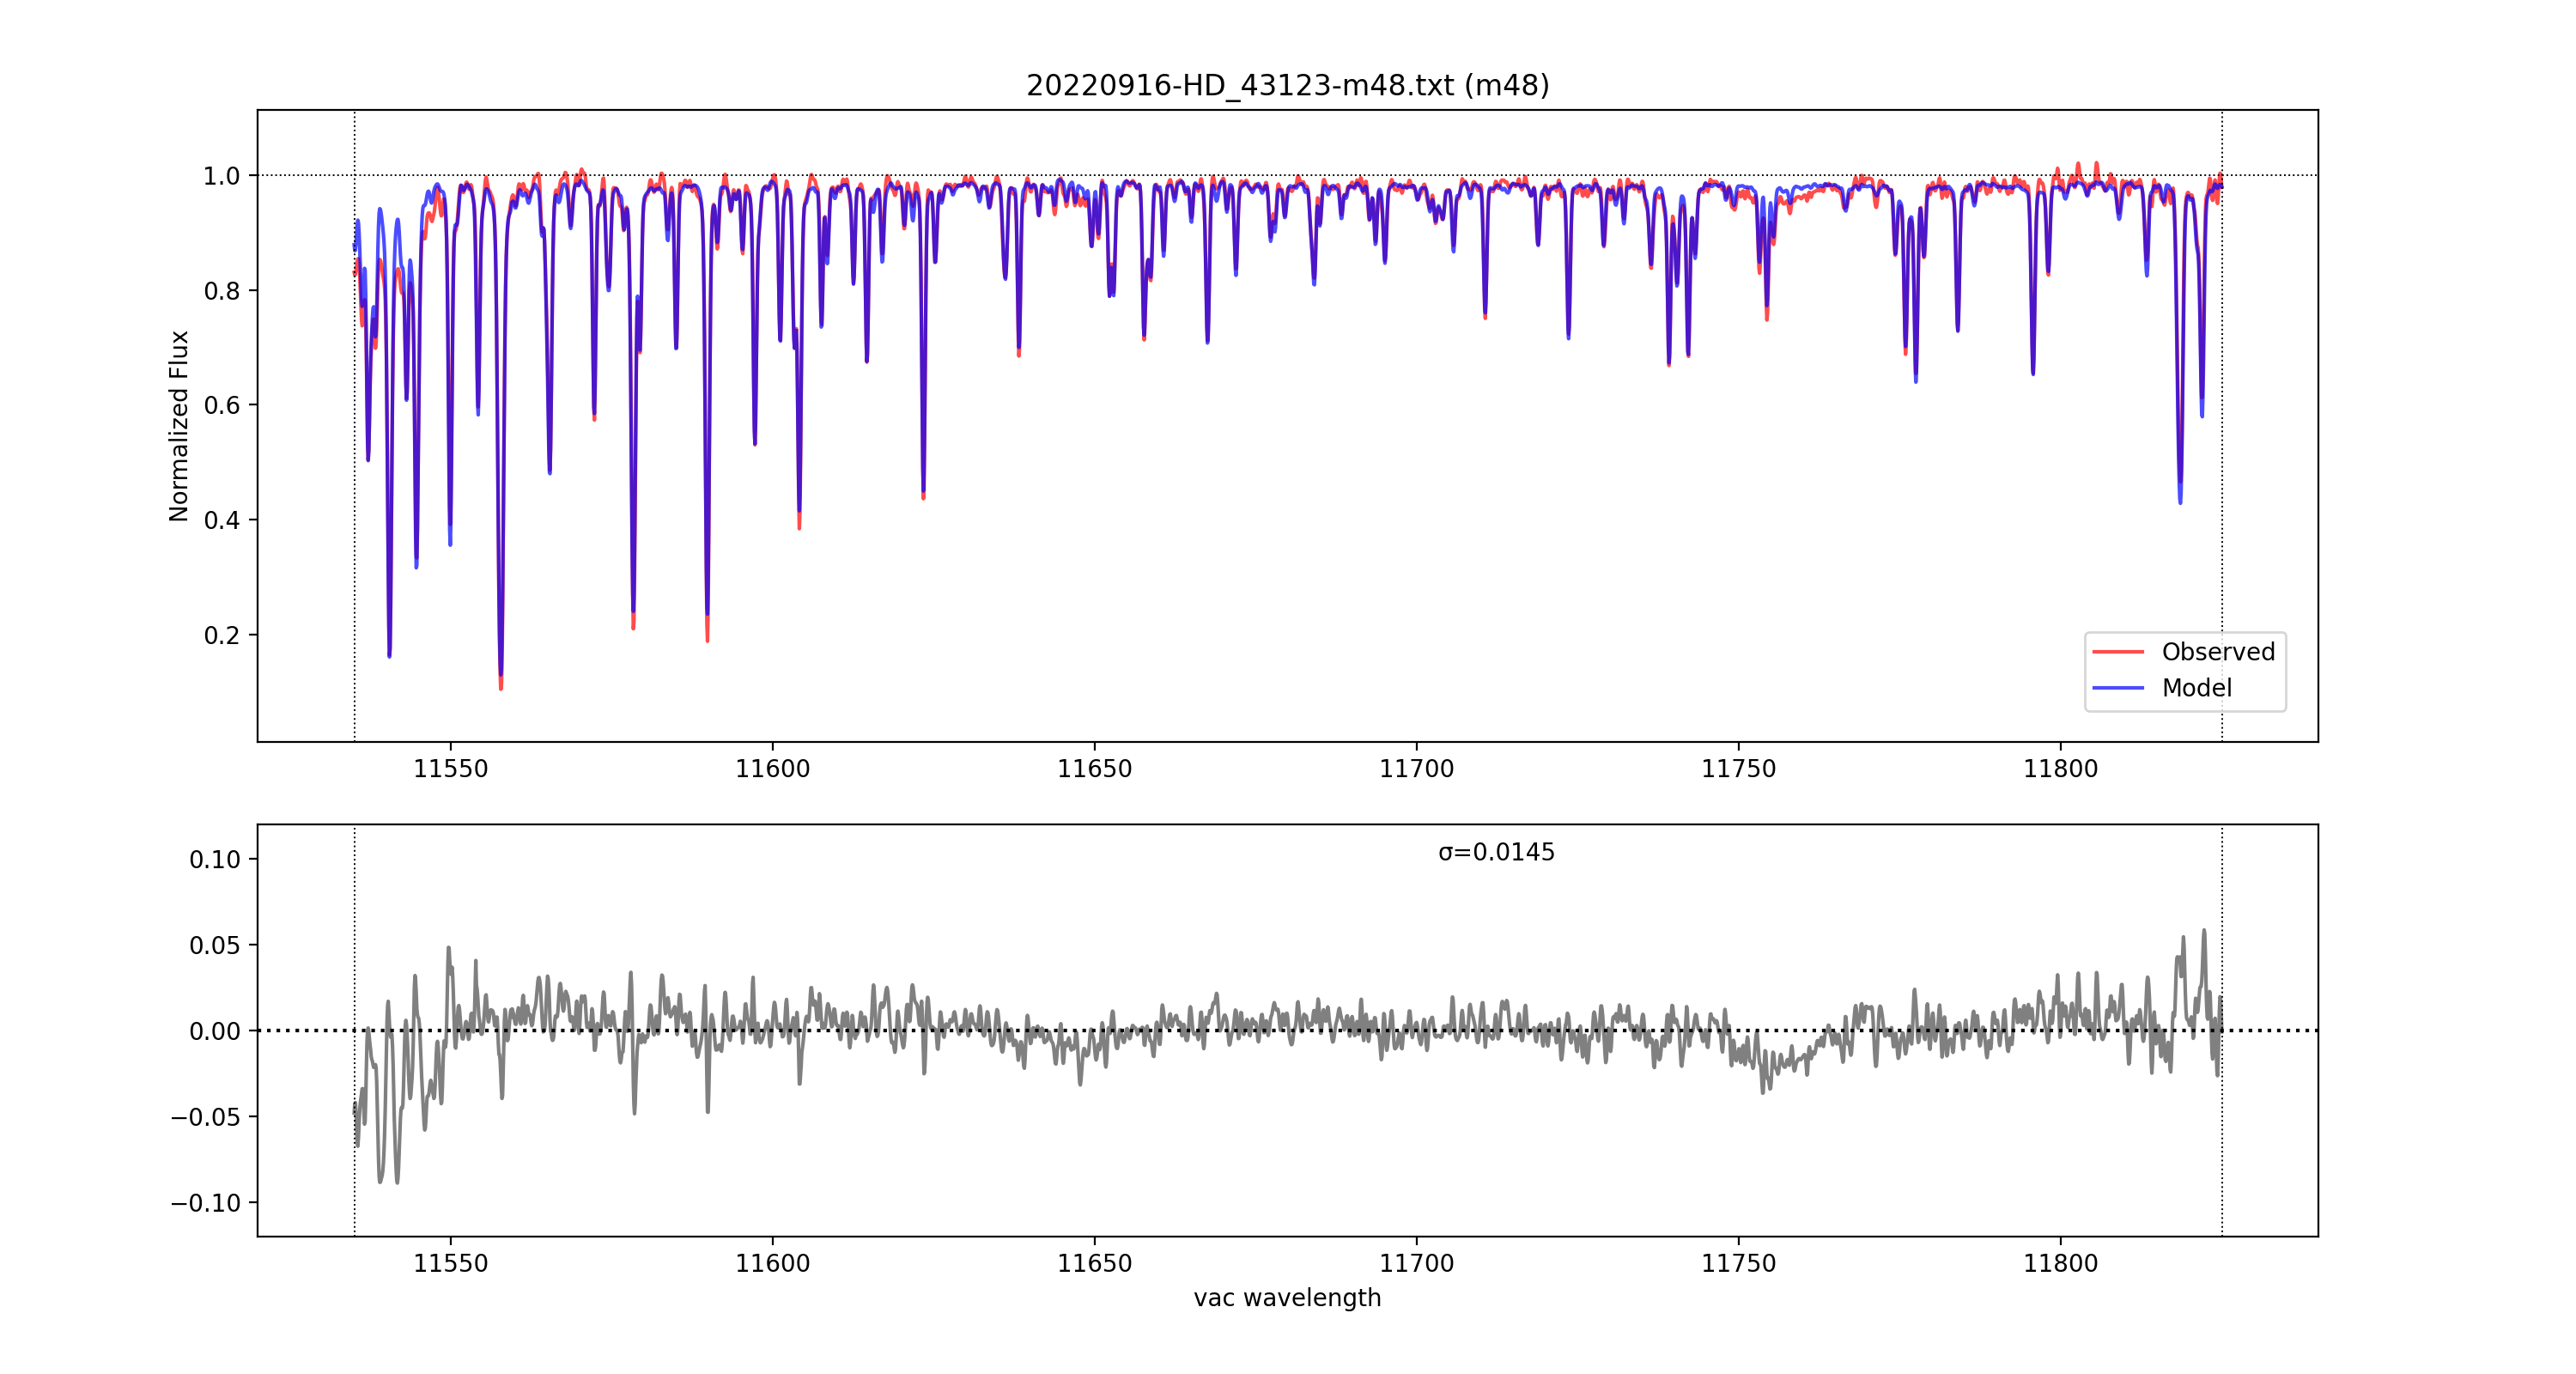 20220916-HD_43123-m48.txt (m48)
Normalized Flux
1.0
0.8
0.6
0.4
0.2
Observed
Model
11550 11600 11650 11700 11750 11800
σ=0.0145
0.10
0.05
0.00
−0.05
−0.10
11550 11600 11650 11700 11750 11800
vac wavelength